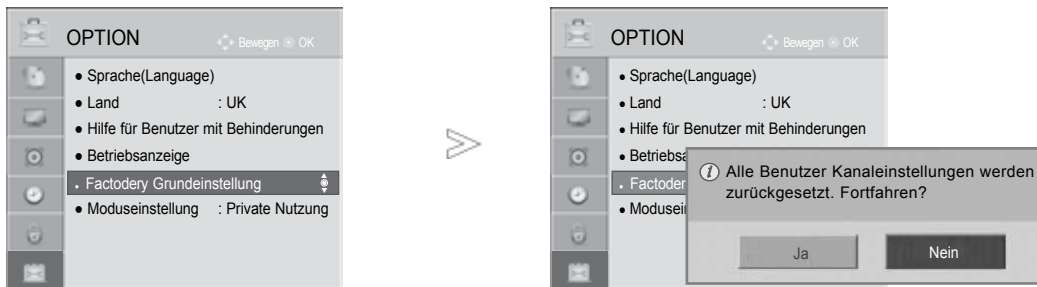 OPTION
Bewegen OK
● Sprache(Language)
● Land : UK
● Hilfe für Benutzer mit Behinderungen
● Betriebsanzeige
• Factodery Grundeinstellung
● Moduseinstellung : Private Nutzung
OPTION
Bewegen OK
• Sprache(Language)
• Land : UK
• Hilfe für Benutzer mit Behinderungen
• Betriebsa
• Factoder
• Modusei
Alle Benutzer Kanaleinstellungen werden
zurückgesetzt. Fortfahren?
Ja Nein